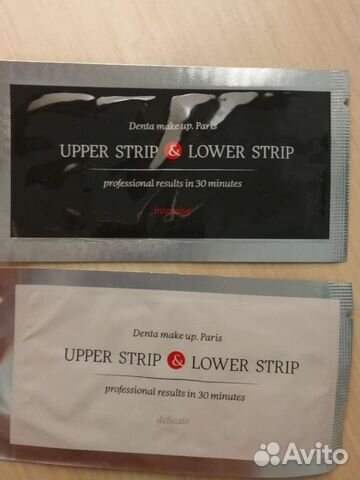 Denta make up. Paris
UPPER STRIP & LOWER STRIP
professional results in 30 minutes
intensive
Denta make up. Paris
UPPER STRIP & LOWER STRIP
professional results in 30 minutes
delicate
Avito